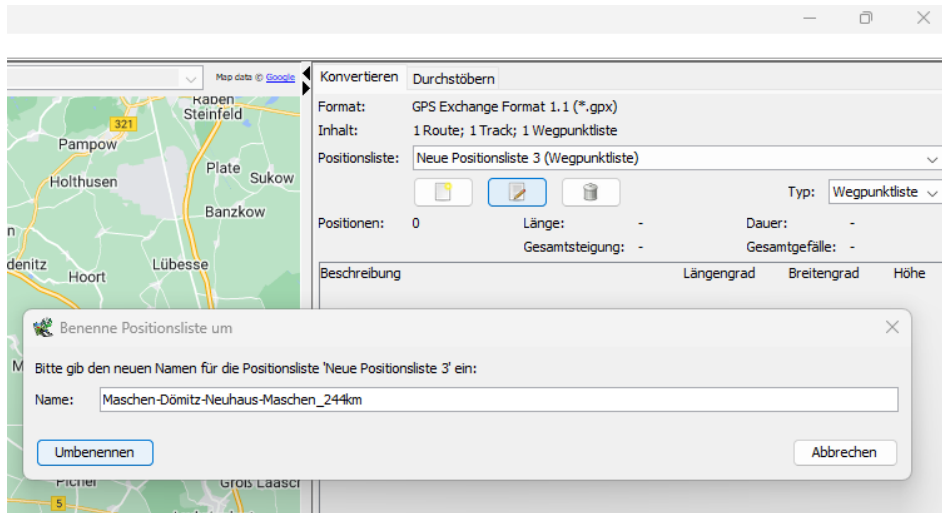 Map data © Google
Raben
Steinfeld
321
Pampow
Plate
Sukow
Holthusen
Banzkow
n
denitz
Hoort
Lübesse
Konvertieren
Durchstöbern
Format: GPS Exchange Format 1.1 (*.gpx)
Inhalt: 1 Route; 1 Track; 1 Wegpunktliste
Positionsliste: Neue Positionsliste 3 (Wegpunktliste)
Typ: Wegpunktliste
Positionen: 0 Länge: - Dauer: -
Gesamtsteigung: - Gesamtgefälle: -
Beschreibung Längengrad Breitengrad Höhe
Benenne Positionsliste um
M
Bitte gib den neuen Namen für die Positionsliste 'Neue Positionsliste 3' ein:
Name: Maschen-Dömitz-Neuhaus-Maschen_244km
Umbenennen
Abbrechen
Picher
Groß Laasch
5